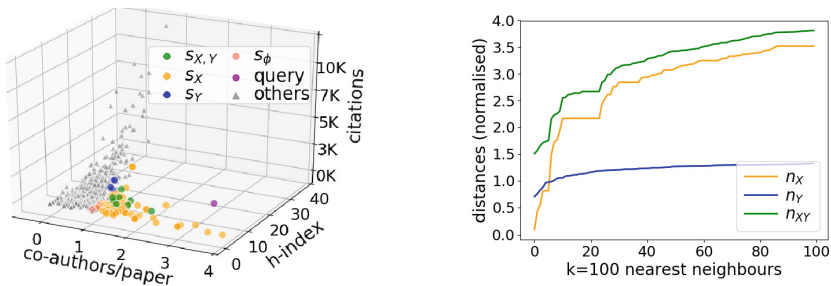 s_{X,Y} s_ϕ
s_X query
s_Y others
10K
7K
5K
3K
0K
citations
0 1 2 3 4
co-authors/paper
0 10 20 30 40
h-index
4.0
3.5
3.0
2.5
2.0
1.5
1.0
0.5
0.0
distances (normalised)
n_X
n_Y
n_{XY}
0 20 40 60 80 100
k=100 nearest neighbours